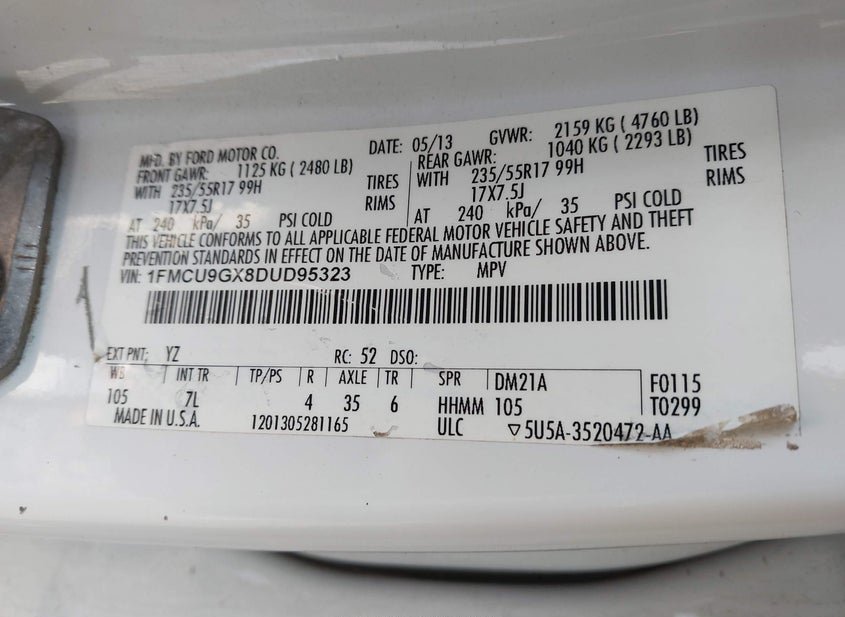 MFD. BY FORD MOTOR CO. DATE: 05/13 GVWR: 2159 KG ( 4760 LB)
FRONT GAWR: 1125 KG ( 2480 LB) REAR GAWR: 1040 KG ( 2293 LB)
WITH 235/55R17 99H TIRES WITH 235/55R17 99H TIRES
17X7.5J RIMS 17X7.5J RIMS
AT 240 kPa/ 35 PSI COLD AT 240 kPa/ 35 PSI COLD
THIS VEHICLE CONFORMS TO ALL APPLICABLE FEDERAL MOTOR VEHICLE SAFETY AND THEFT
PREVENTION STANDARDS IN EFFECT ON THE DATE OF MANUFACTURE SHOWN ABOVE.
VIN: 1FMCU9GX8DUD95323 TYPE: MPV
EXT PNT: YZ RC: 52 DSO:
WB INT TR TP/PS R AXLE TR SPR DM21A F0115
105 7L 4 35 6 HHMM 105 T0299
MADE IN U.S.A. 1201305281165 ULC ▽5U5A-3520472-AA